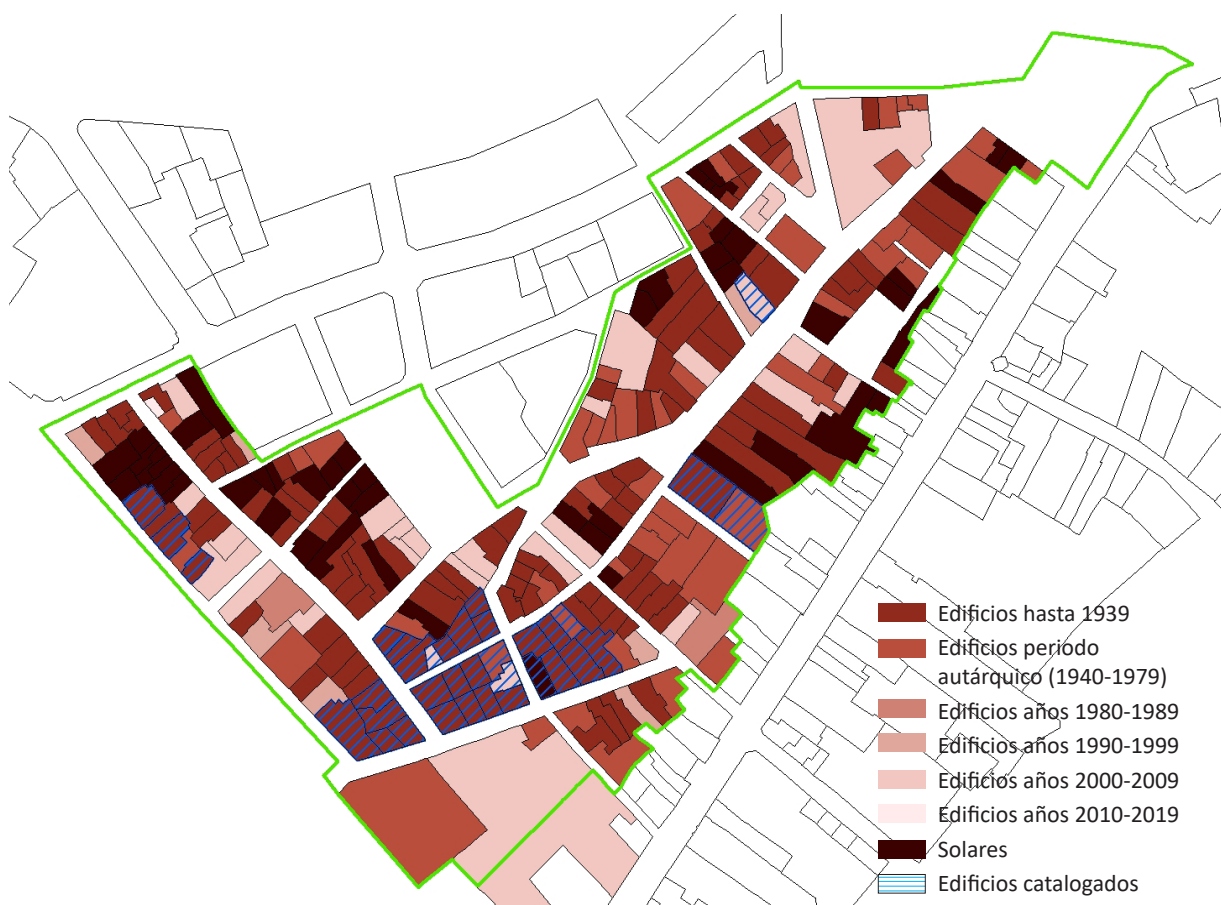 Edificios hasta 1939
Edificios periodo
autárquico (1940-1979)
Edificios años 1980-1989
Edificios años 1990-1999
Edificios años 2000-2009
Edificios años 2010-2019
Solares
Edificios catalogados